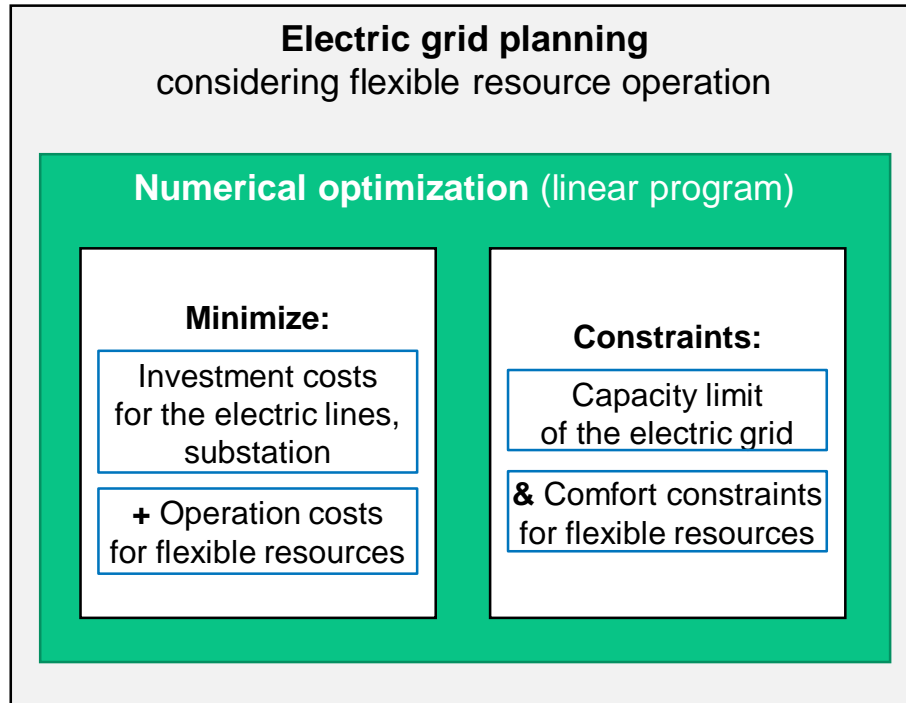 Electric grid planning
considering flexible resource operation
Numerical optimization (linear program)
Minimize:
Investment costs
for the electric lines,
substation
+ Operation costs
for flexible resources
Constraints:
Capacity limit
of the electric grid
& Comfort constraints
for flexible resources